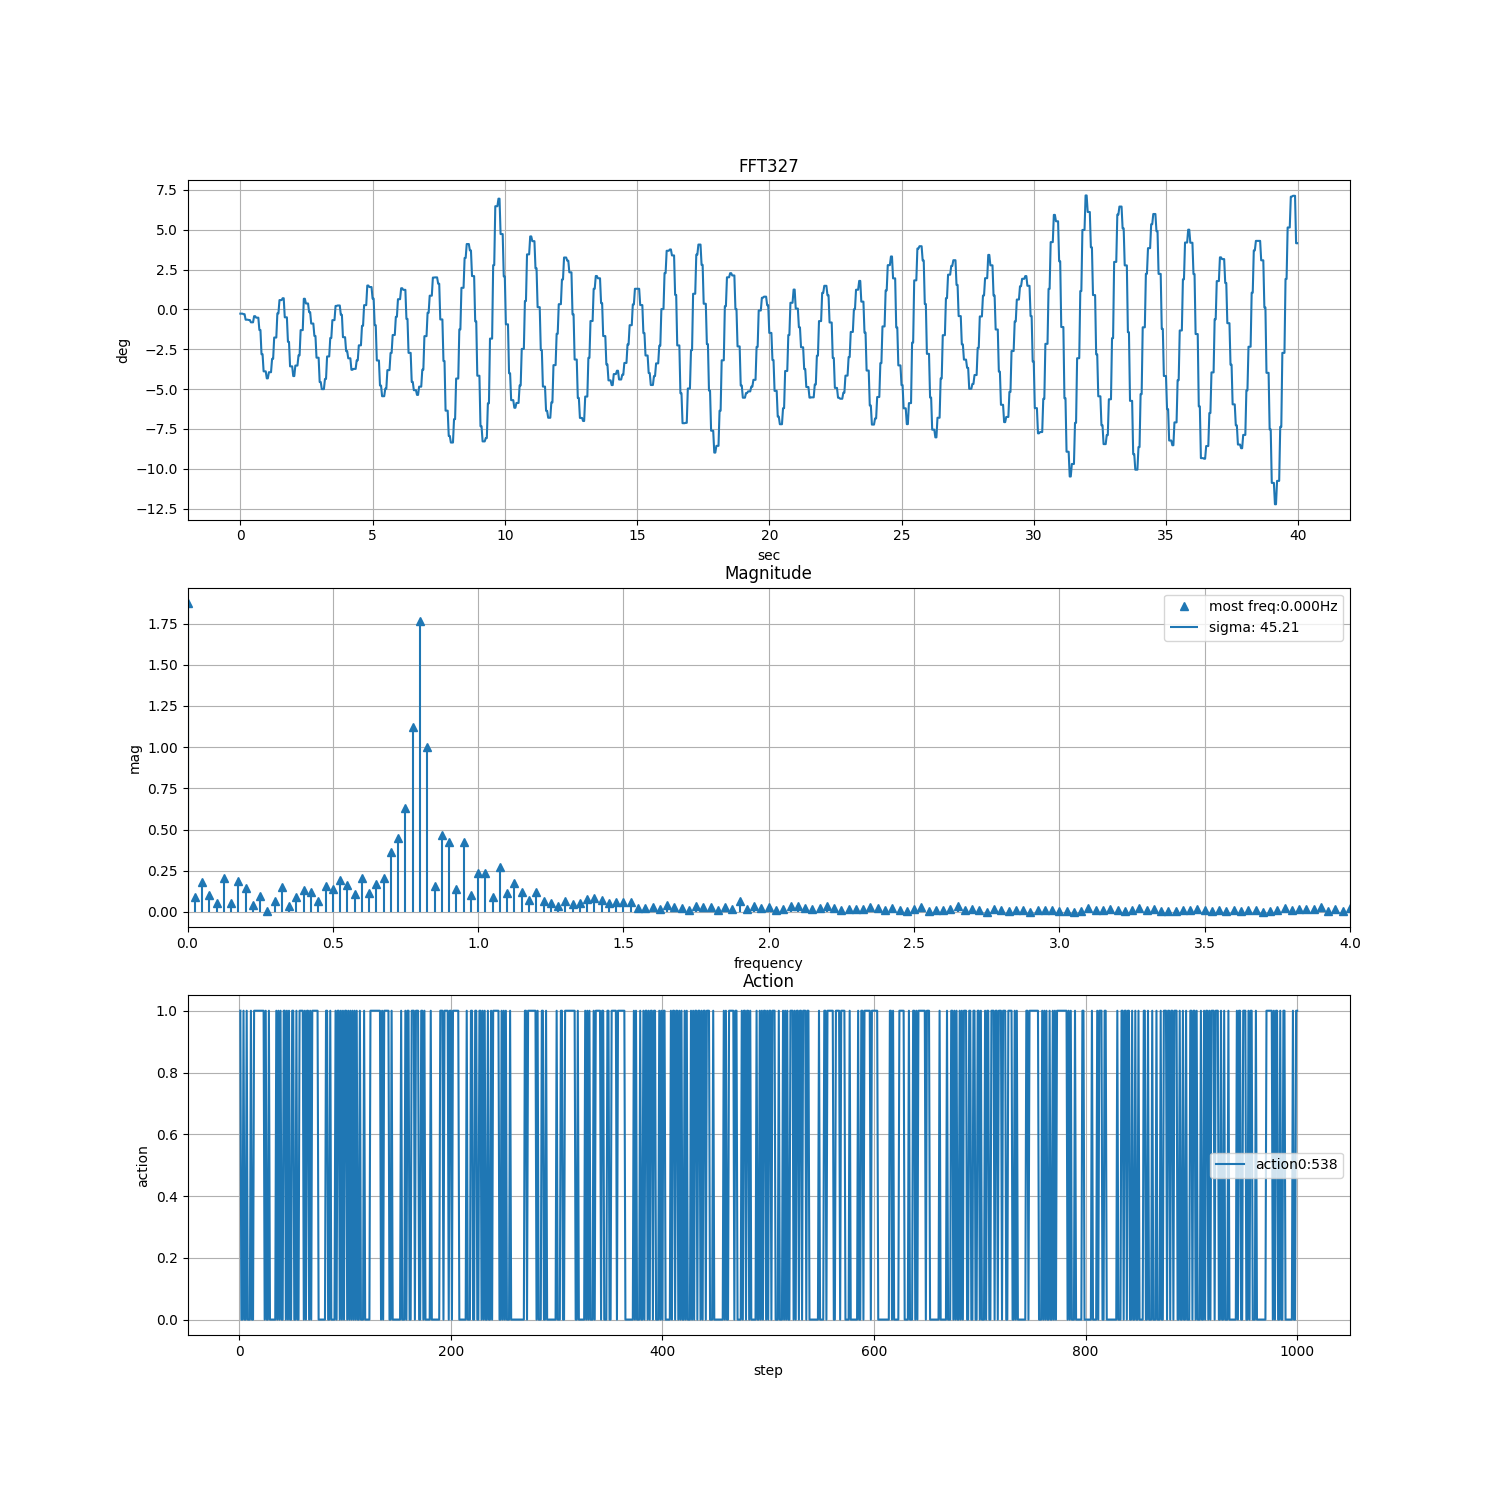 FFT327
7.5
5.0
2.5
0.0
−2.5
−5.0
−7.5
−10.0
−12.5
deg
0 5 10 15 20 25 30 35 40
sec
Magnitude
most freq:0.000Hz
sigma: 45.21
1.75
1.50
1.25
1.00
0.75
0.50
0.25
0.00
mag
0.0 0.5 1.0 1.5 2.0 2.5 3.0 3.5 4.0
frequency
Action
1.0
0.8
0.6
0.4
0.2
0.0
action
action0:538
0 200 400 600 800 1000
step